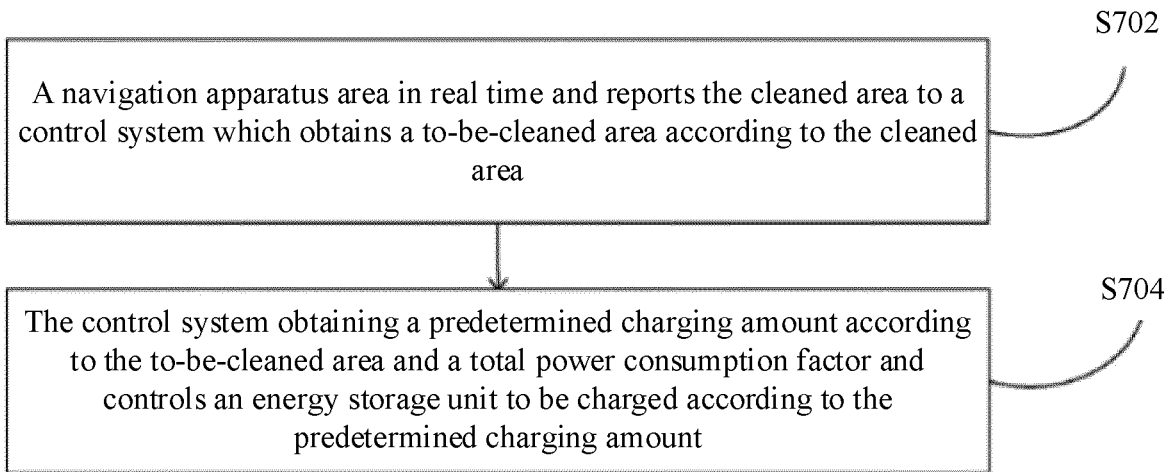 S702
A navigation apparatus area in real time and reports the cleaned area to a
control system which obtains a to-be-cleaned area according to the cleaned
area
S704
The control system obtaining a predetermined charging amount according
to the to-be-cleaned area and a total power consumption factor and
controls an energy storage unit to be charged according to the
predetermined charging amount